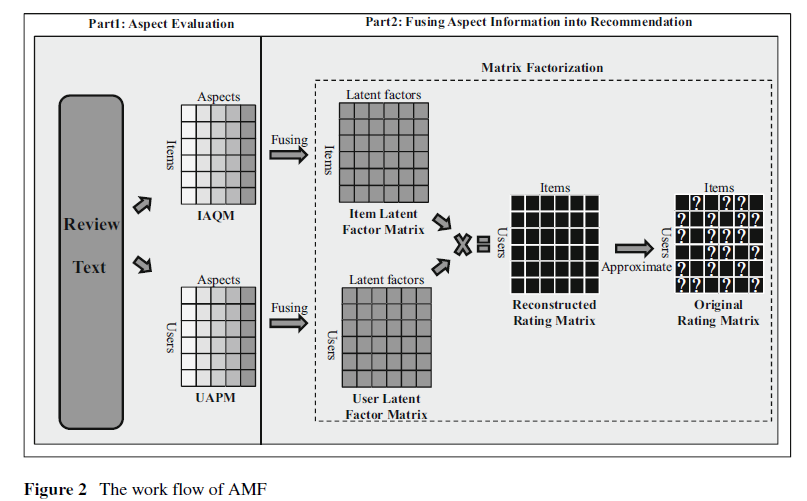 Part1: Aspect Evaluation
Part2: Fusing Aspect Information into Recommendation
Matrix Factorization
Review
Text
Aspects
Items
IAQM
Aspects
Users
UAPM
Fusing
Fusing
Latent factors
Items
Item Latent
Factor Matrix
Latent factors
Users
User Latent
Factor Matrix
X =
Items
Users
Reconstructed
Rating Matrix
Approximate
Items
Users
? ? ?
? ? ?
? ? ?
? ? ?
? ? ?
? ? ? ?
Original
Rating Matrix
Figure 2 The work flow of AMF